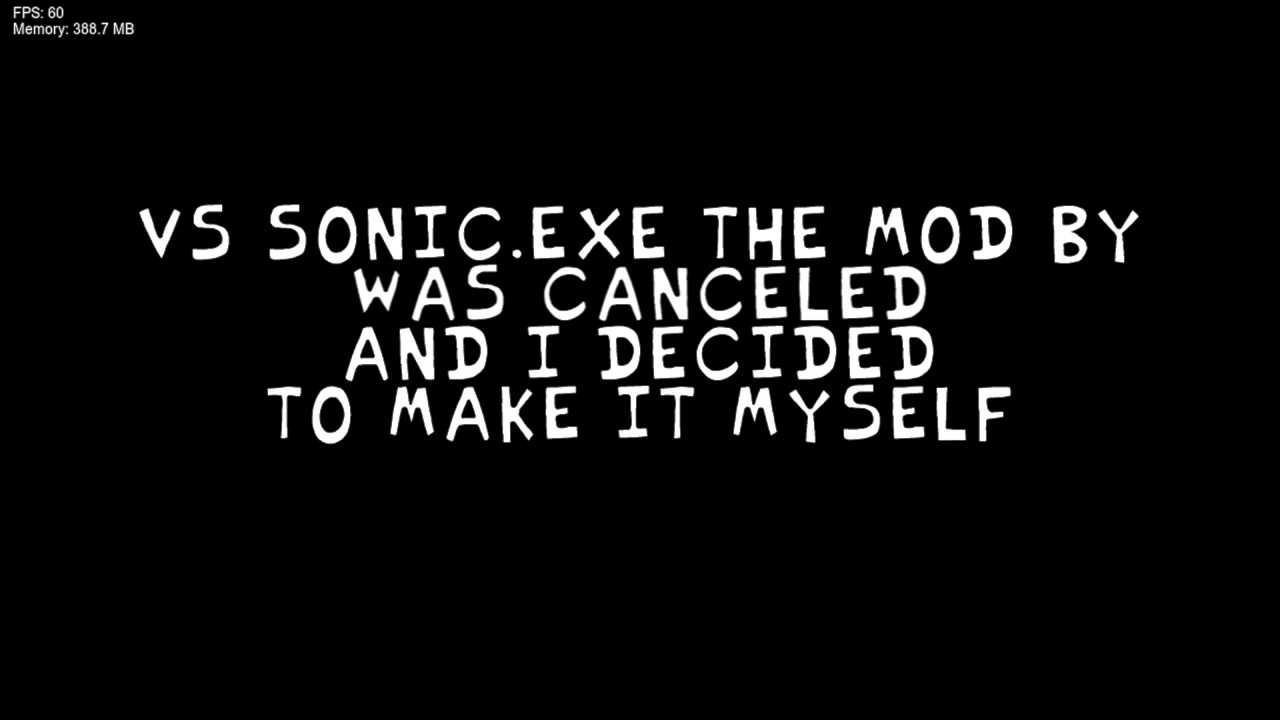 FPS: 60
Memory: 388.7 MB
VS SONIC.EXE THE MOD BY
WAS CANCELED
AND I DECIDED
TO MAKE IT MYSELF